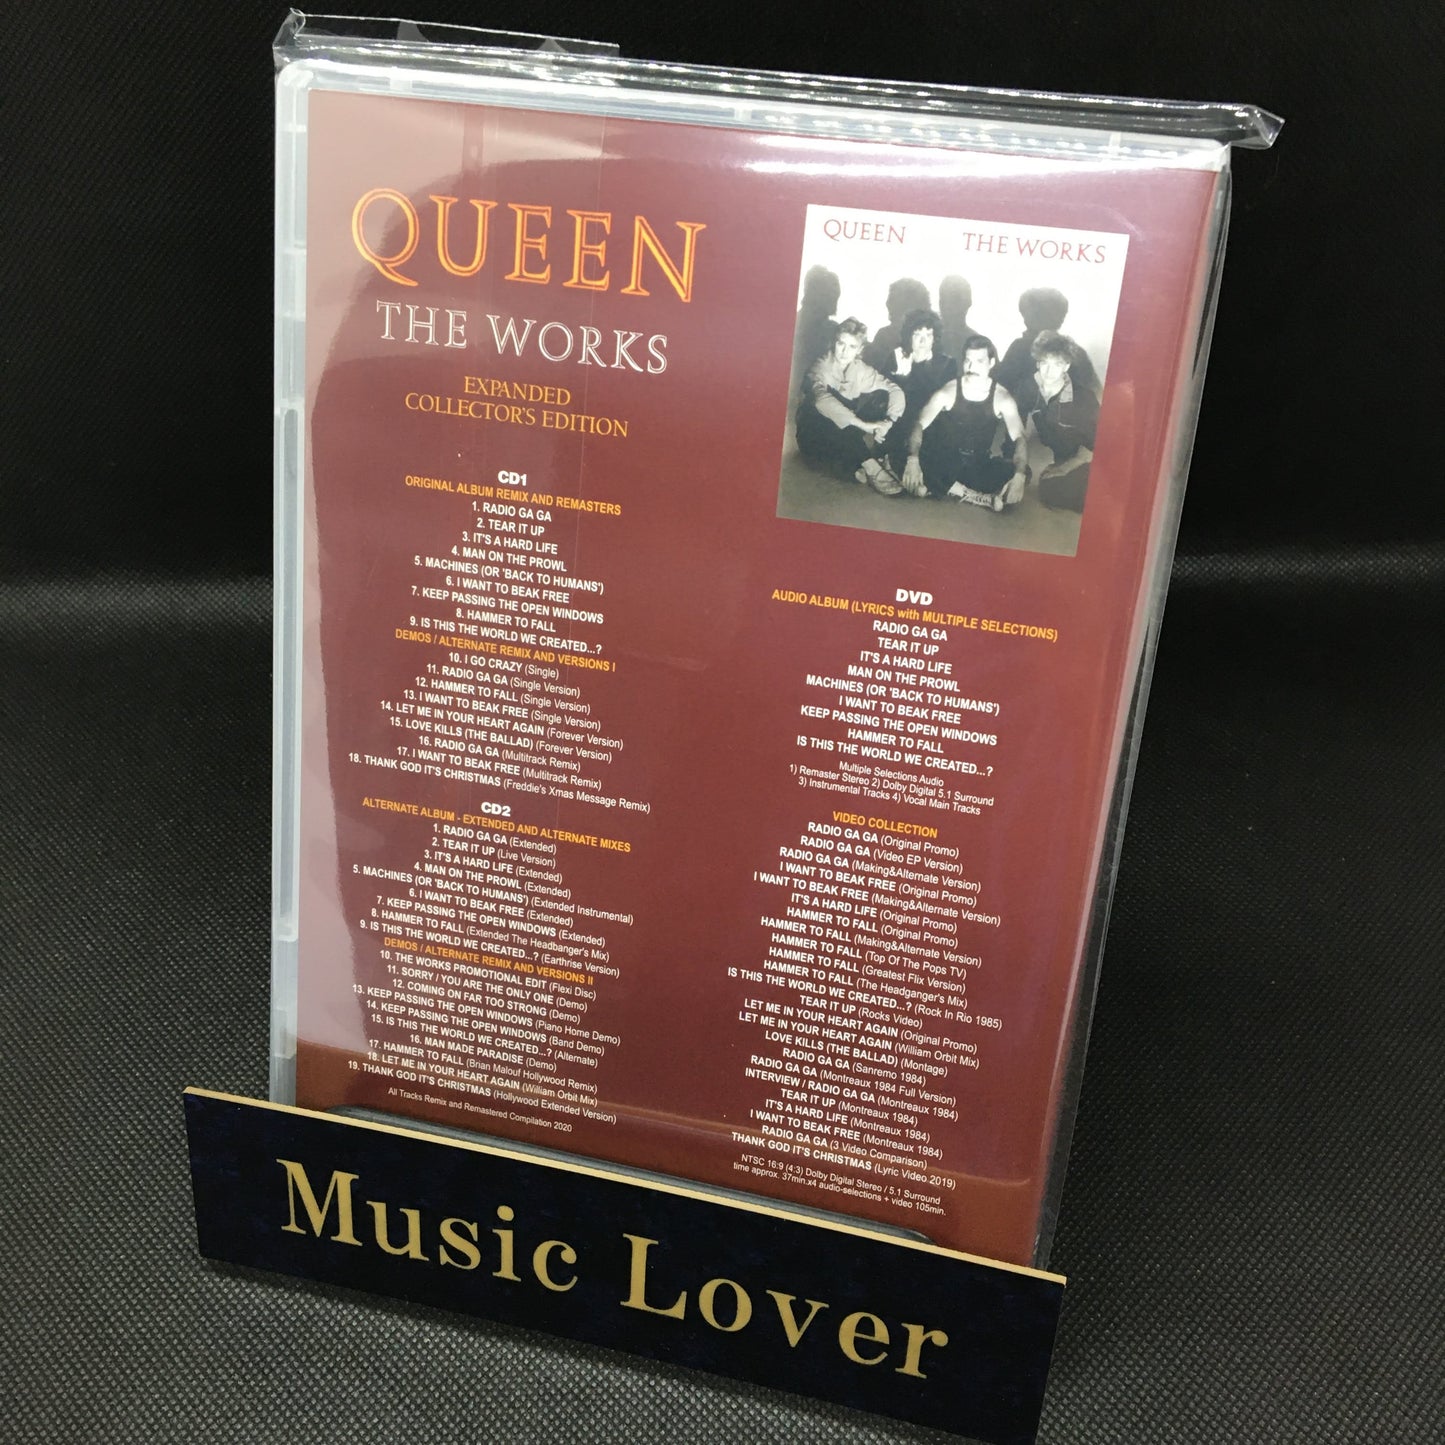 QUEEN
THE WORKS
EXPANDED
COLLECTOR'S EDITION
CD1
ORIGINAL ALBUM REMIX AND REMASTERS
1. RADIO GA GA
2. TEAR IT UP
3. IT'S A HARD LIFE
4. MAN ON THE PROWL
5. MACHINES (OR 'BACK TO HUMANS')
6. I WANT TO BEAK FREE
7. KEEP PASSING THE OPEN WINDOWS
8. HAMMER TO FALL
9. IS THIS THE WORLD WE CREATED...?
DEMOS / ALTERNATE REMIX AND VERSIONS I
10. I GO CRAZY (Single)
11. RADIO GA GA (Single Version)
12. HAMMER TO FALL (Single Version)
13. I WANT TO BEAK FREE (Single Version)
14. LET ME IN YOUR HEART AGAIN (Forever Version)
15. LOVE KILLS (THE BALLAD) (Forever Version)
16. RADIO GA GA (Multitrack Remix)
17. I WANT TO BEAK FREE (Multitrack Remix)
18. THANK GOD IT'S CHRISTMAS (Freddie's Xmas Message Remix)
CD2
ALTERNATE ALBUM - EXTENDED AND ALTERNATE MIXES
1. RADIO GA GA (Extended)
2. TEAR IT UP (Live Version)
3. IT'S A HARD LIFE (Extended)
4. MAN ON THE PROWL (Extended)
5. MACHINES (OR 'BACK TO HUMANS') (Extended Instrumental)
6. I WANT TO BEAK FREE (Extended)
7. KEEP PASSING THE OPEN WINDOWS (Extended)
8. HAMMER TO FALL (Extended The Headbanger's Mix)
9. IS THIS THE WORLD WE CREATED...? (Earthrise Version)
DEMOS / ALTERNATE REMIX AND VERSIONS II
10. THE WORKS PROMOTIONAL EDIT (Flexi Disc)
11. SORRY / YOU ARE THE ONLY ONE (Demo)
12. COMING ON FAR TOO STRONG (Demo)
13. KEEP PASSING THE OPEN WINDOWS (Piano Home Demo)
14. KEEP PASSING THE OPEN WINDOWS (Band Demo)
15. IS THIS THE WORLD WE CREATED...? (Alternate)
16. MAN MADE PARADISE (Demo)
17. HAMMER TO FALL (Brian Malouf Hollywood Remix)
18. LET ME IN YOUR HEART AGAIN (William Orbit Mix)
19. THANK GOD IT'S CHRISTMAS (Hollywood Extended Version)
All Tracks Remix and Remastered Compilation 2020
QUEEN THE WORKS
DVD
AUDIO ALBUM (LYRICS with MULTIPLE SELECTIONS)
RADIO GA GA
TEAR IT UP
IT'S A HARD LIFE
MAN ON THE PROWL
MACHINES (OR 'BACK TO HUMANS')
I WANT TO BEAK FREE
KEEP PASSING THE OPEN WINDOWS
HAMMER TO FALL
IS THIS THE WORLD WE CREATED...?
Multiple Selections Audio
1) Remaster Stereo 2) Dolby Digital 5.1 Surround
3) Instrumental Tracks 4) Vocal Main Tracks
VIDEO COLLECTION
RADIO GA GA (Original Promo)
RADIO GA GA (Video EP Version)
RADIO GA GA (Making&Alternate Version)
I WANT TO BEAK FREE (Original Promo)
I WANT TO BEAK FREE (Making&Alternate Version)
IT'S A HARD LIFE (Original Promo)
HAMMER TO FALL (Original Promo)
HAMMER TO FALL (Making&Alternate Version)
HAMMER TO FALL (Top Of The Pops TV)
HAMMER TO FALL (Greatest Flix Version)
HAMMER TO FALL (The Headganger's Mix)
IS THIS THE WORLD WE CREATED...? (Rock In Rio 1985)
TEAR IT UP (Rocks Video)
LET ME IN YOUR HEART AGAIN (Original Promo)
LET ME IN YOUR HEART AGAIN (William Orbit Mix)
LOVE KILLS (THE BALLAD) (Montage)
RADIO GA GA (Sanremo 1984)
RADIO GA GA (Montreaux 1984 Full Version)
INTERVIEW / RADIO GA GA (Montreaux 1984)
TEAR IT UP (Montreaux 1984)
IT'S A HARD LIFE (Montreaux 1984)
I WANT TO BEAK FREE (Montreaux 1984)
RADIO GA GA (3 Video Comparison)
THANK GOD IT'S CHRISTMAS (Lyric Video 2019)
NTSC 16:9 (4:3) Dolby Digital Stereo / 5.1 Surround
time approx. 37min.x4 audio-selections + video 105min.
Music Lover